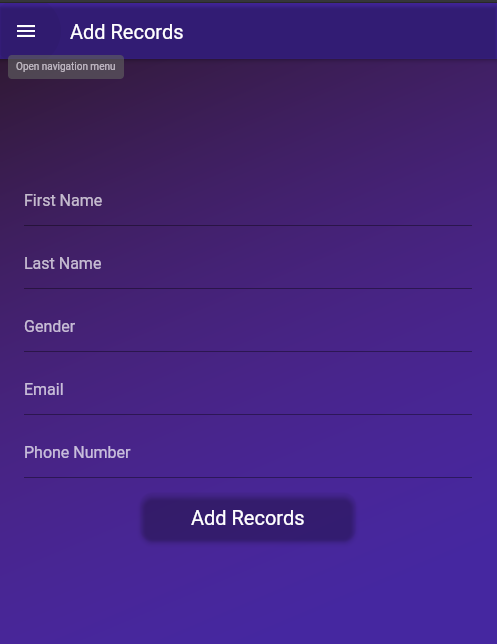 Add Records
Open navigation menu
First Name
Last Name
Gender
Email
Phone Number
Add Records